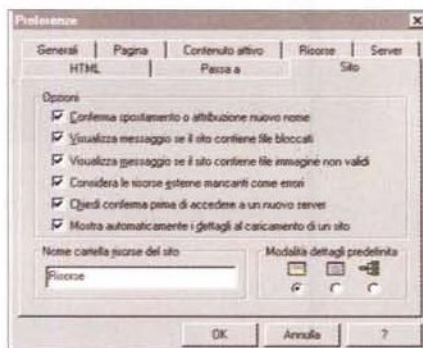 Preferenze
Generali Pagina Contenuto attivo Risorse Server
HTML Passa a Sito
Opzioni
Conferma spostamento o attribuzione nuovo nome
Visualizza messaggio se il sito contiene file bloccati
Visualizza messaggio se il sito contiene file immagine non validi
Considera le risorse esterne mancanti come errori
Chiedi conferma prima di accedere a un nuovo server
Mostra automaticamente i dettagli al caricamento di un sito
Nome cartella risorse del sito
Modalità dettagli predefinita
Risorse
OK Annulla ?